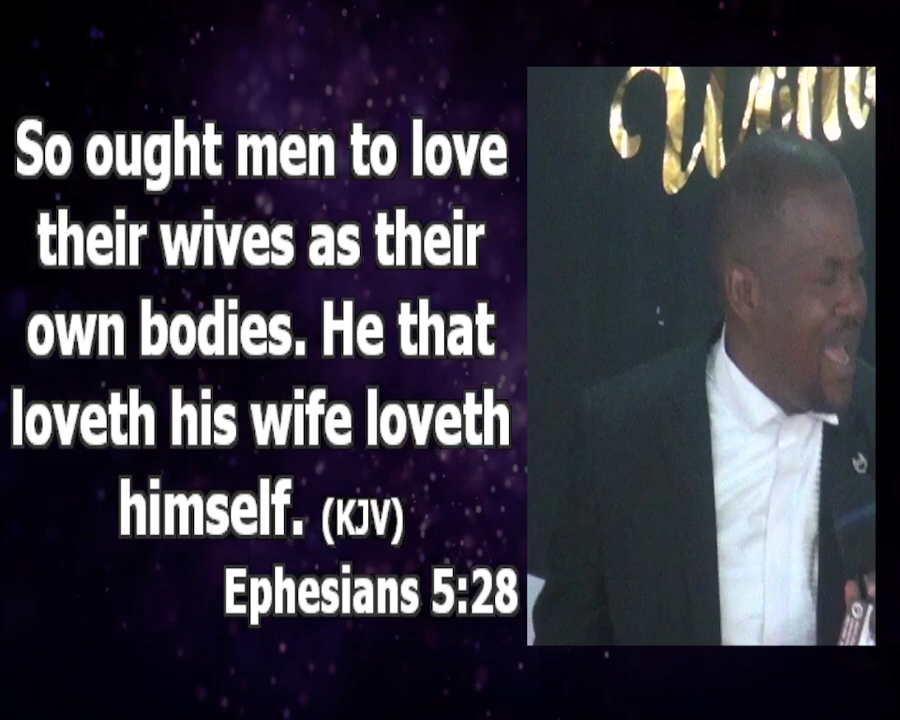 So ought men to love
their wives as their
own bodies. He that
loveth his wife loveth
himself. (KJV)
Ephesians 5:28